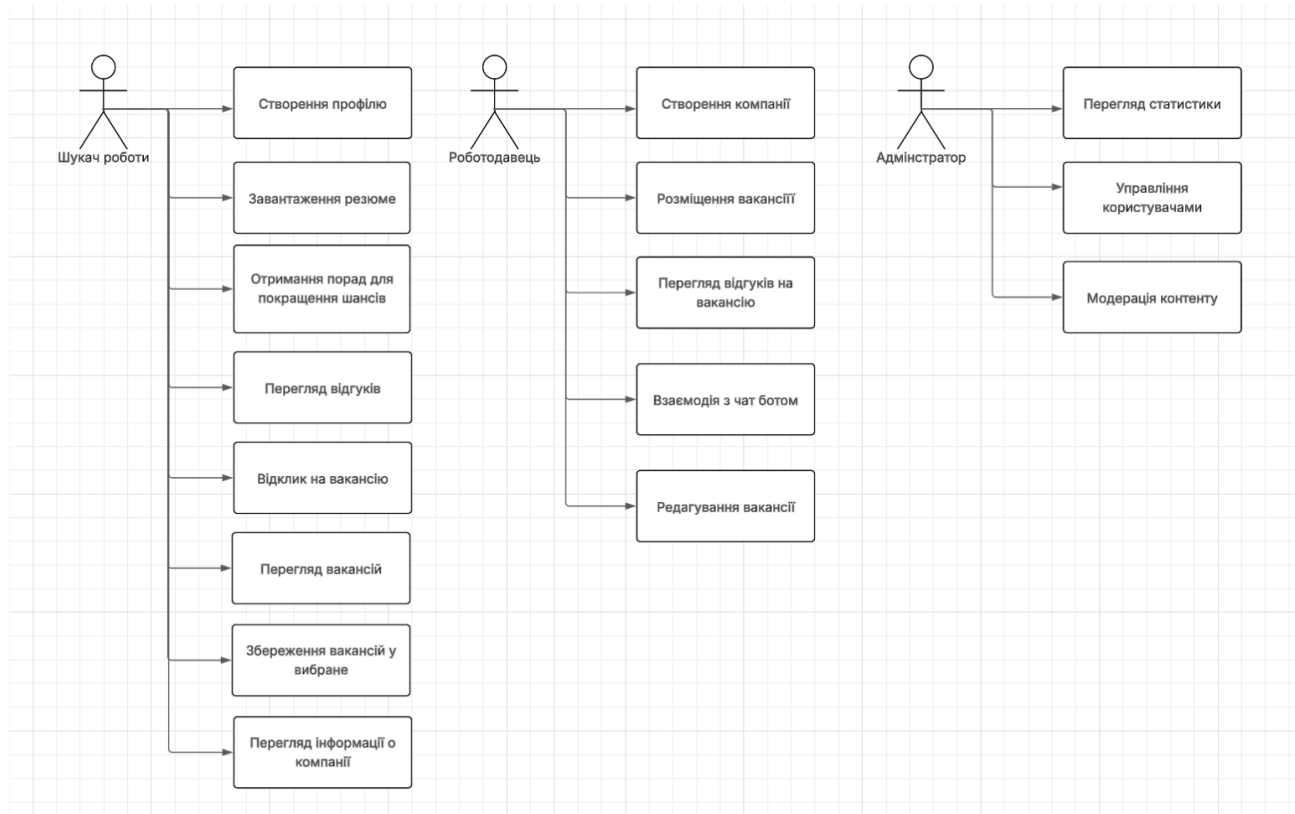 Шукач роботи
Створення профілю
Завантаження резюме
Отримання порад для
покращення шансів
Перегляд відгуків
Відклик на вакансію
Перегляд вакансій
Збереження вакансій у
вибране
Перегляд інформації о
компанії
Роботодавець
Створення компанії
Розміщення вакансіїї
Перегляд відгуків на
вакансію
Взаємодія з чат ботом
Редагування вакансії
Адмінстратор
Перегляд статистики
Управління
користувачами
Модерація контенту